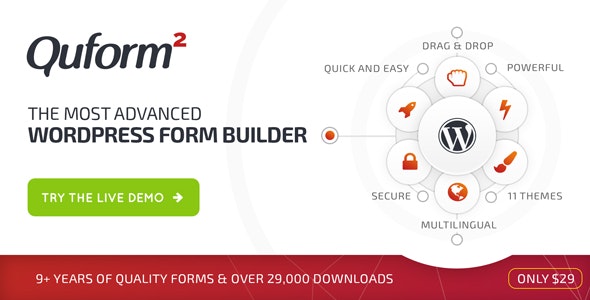 Quform²
THE MOST ADVANCED
WORDPRESS FORM BUILDER
TRY THE LIVE DEMO
DRAG & DROP
QUICK AND EASY
POWERFUL
W
SECURE
11 THEMES
MULTILINGUAL
9+ YEARS OF QUALITY FORMS & OVER 29,000 DOWNLOADS
ONLY $29